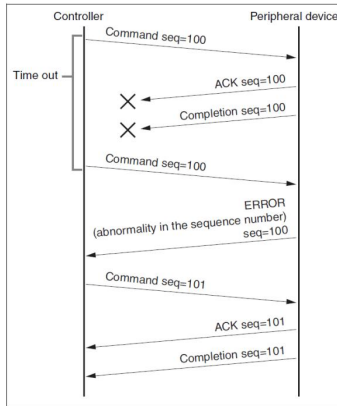 Controller
Peripheral device
Command seq=100
Time out
ACK seq=100
Completion seq=100
Command seq=100
ERROR
(abnormality in the sequence number)
seq=100
Command seq=101
ACK seq=101
Completion seq=101